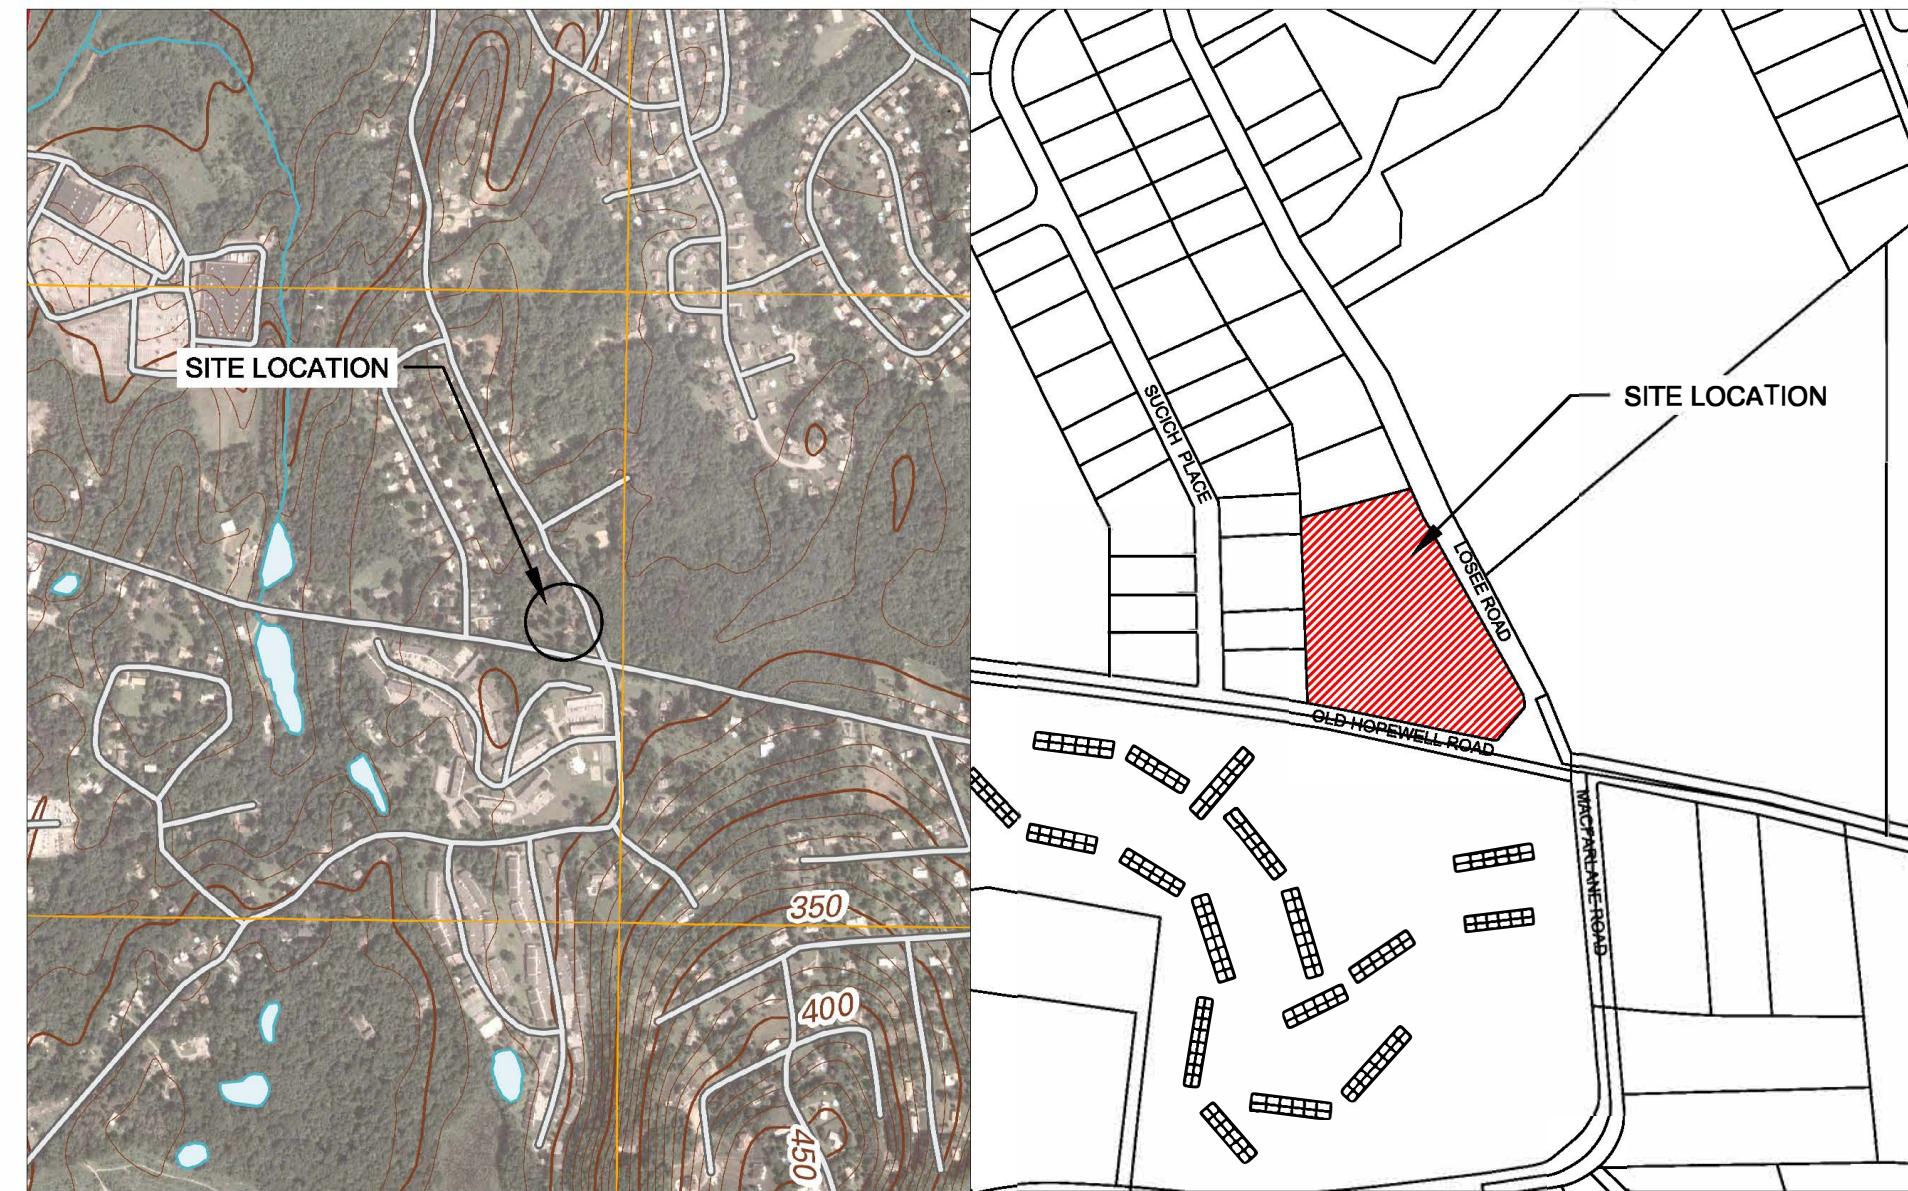 SITE LOCATION
350
400
450
SITE LOCATION
SUCICH PLACE
LOSEE ROAD
OLD HOPEWELL ROAD
MACFARLANE ROAD